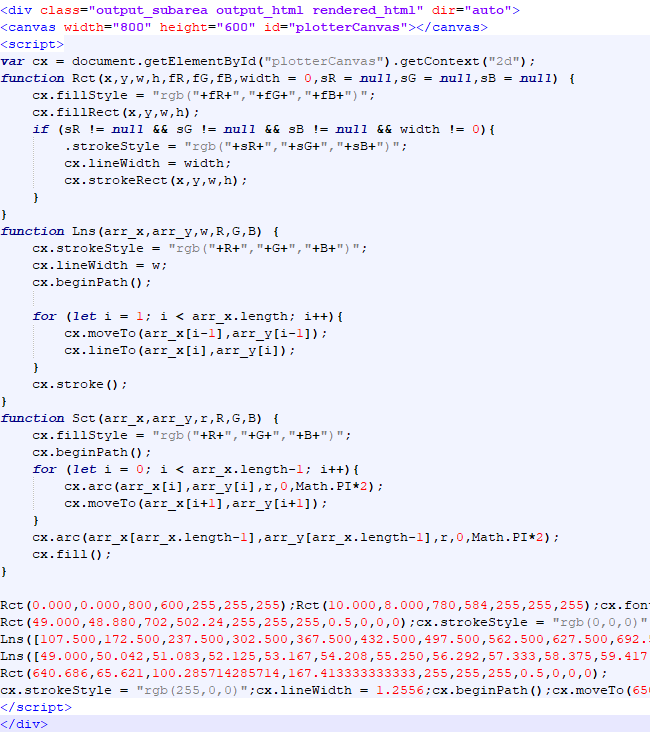 <div class="output_subarea output_html rendered_html" dir="auto">
<canvas width="800" height="600" id="plotterCanvas"></canvas>
<script>
var cx = document.getElementById("plotterCanvas").getContext("2d");
function Rct(x,y,w,h,fR,fG,fB,width = 0,sR = null,sG = null,sB = null) {
cx.fillStyle = "rgb("+fR+","+fG+","+fB+")";
cx.fillRect(x,y,w,h);
if (sR != null && sG != null && sB != null && width != 0){
.strokeStyle = "rgb("+sR+","+sG+","+sB+")";
cx.lineWidth = width;
cx.strokeRect(x,y,w,h);
}
}
function Lns(arr_x,arr_y,w,R,G,B) {
cx.strokeStyle = "rgb("+R+","+G+","+B+")";
cx.lineWidth = w;
cx.beginPath();
for (let i = 1; i < arr_x.length; i++){
cx.moveTo(arr_x[i-1],arr_y[i-1]);
cx.lineTo(arr_x[i],arr_y[i]);
}
cx.stroke();
}
function Sct(arr_x,arr_y,r,R,G,B) {
cx.fillStyle = "rgb("+R+","+G+","+B+")";
cx.beginPath();
for (let i = 0; i < arr_x.length-1; i++){
cx.arc(arr_x[i],arr_y[i],r,0,Math.PI*2);
cx.moveTo(arr_x[i+1],arr_y[i+1]);
}
cx.arc(arr_x[arr_x.length-1],arr_y[arr_x.length-1],r,0,Math.PI*2);
cx.fill();
}
Rct(0.000,0.000,800,600,255,255,255);Rct(10.000,8.000,780,584,255,255,255);cx.fon
Rct(49.000,48.880,702,502.24,255,255,255,0.5,0,0,0);cx.strokeStyle = "rgb(0,0,0)"
Lns([107.500,172.500,237.500,302.500,367.500,432.500,497.500,562.500,627.500,692.
Lns([49.000,50.042,51.083,52.125,53.167,54.208,55.250,56.292,57.333,58.375,59.417
Rct(640.686,65.621,100.285714285714,167.413333333333,255,255,255,0.5,0,0,0);
cx.strokeStyle = "rgb(255,0,0)";cx.lineWidth = 1.2556;cx.beginPath();cx.moveTo(65
</script>
</div>